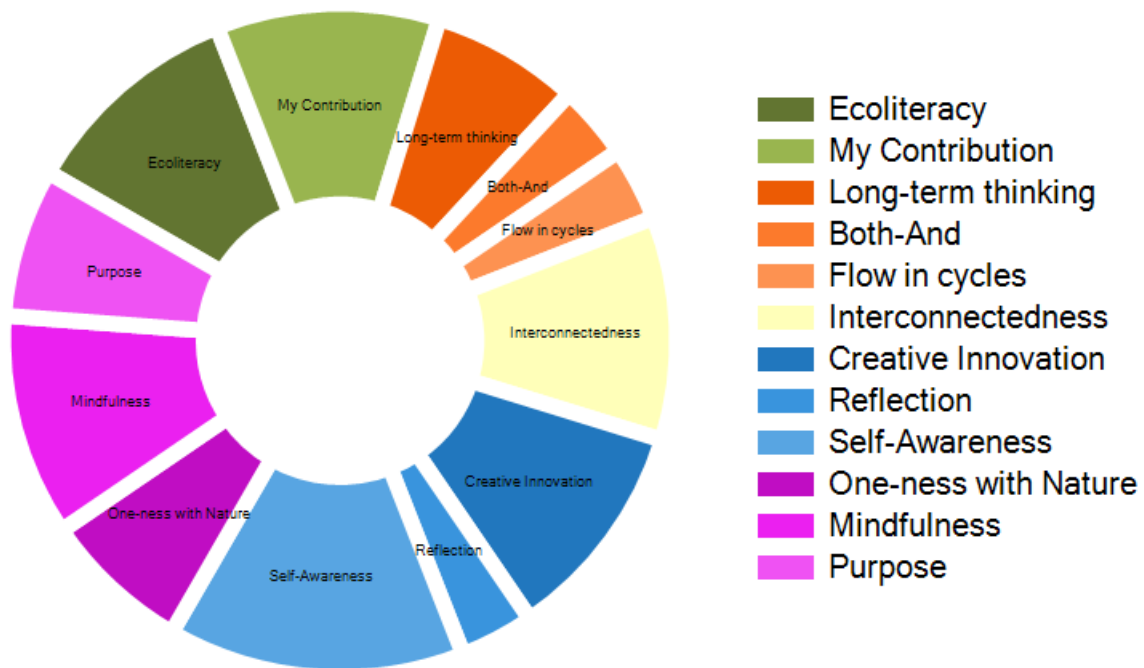 My Contribution
Long-term thinking
Ecoliteracy
Both-And
Flow in cycles
Purpose
Interconnectedness
Mindfulness
Creative Innovation
One-ness with Nature
Reflection
Self-Awareness
Ecoliteracy
My Contribution
Long-term thinking
Both-And
Flow in cycles
Interconnectedness
Creative Innovation
Reflection
Self-Awareness
One-ness with Nature
Mindfulness
Purpose